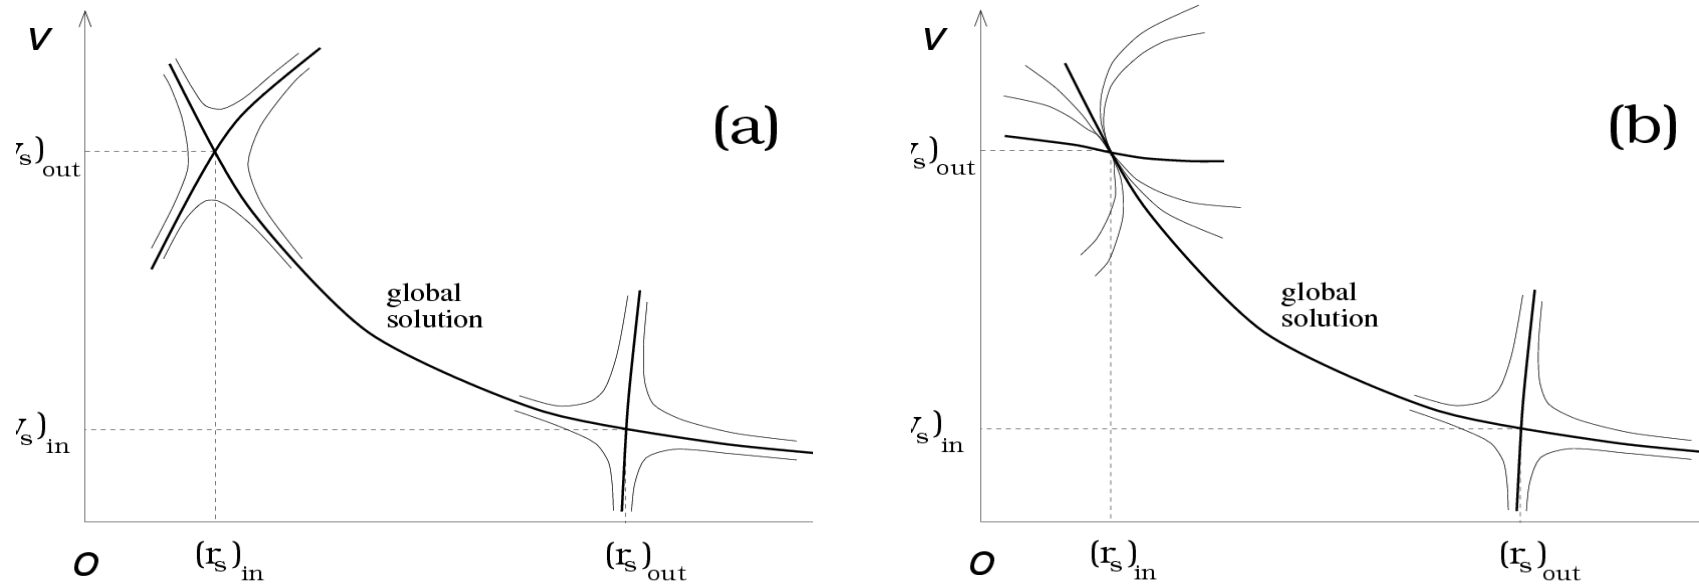 v
(a)
s)out
global
solution
s)in
o
(rs)in
(rs)out
v
(b)
s)out
global
solution
s)in
o
(rs)in
(rs)out